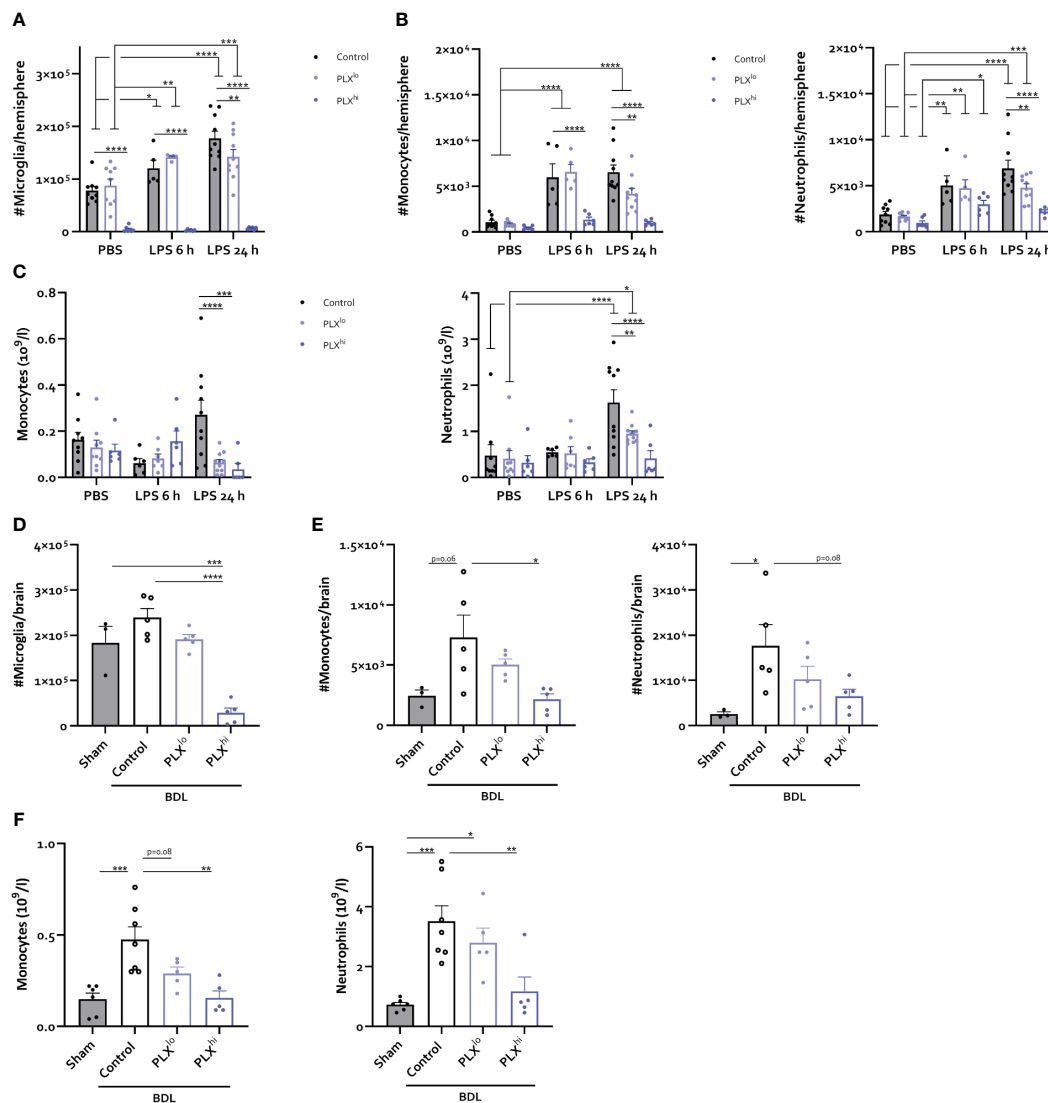 A
#Microglia/hemisphere
3×10⁵
2×10⁵
1×10⁵
0
PBS
LPS 6 h
LPS 24 h
****
****
***
*
**
****
****
**
Control
PLXˡᵒ
PLXʰⁱ
B
#Monocytes/hemisphere
2×10⁴
1.5×10⁴
1×10⁴
5×10³
0
PBS
LPS 6 h
LPS 24 h
****
****
****
****
**
Control
PLXˡᵒ
PLXʰⁱ
#Neutrophils/hemisphere
2×10⁴
1.5×10⁴
1×10⁴
5×10³
0
PBS
LPS 6 h
LPS 24 h
***
****
*
**
**
****
**
C
Monocytes (10⁹/l)
0.8
0.6
0.4
0.2
0.0
PBS
LPS 6 h
LPS 24 h
***
****
Control
PLXˡᵒ
PLXʰⁱ
Neutrophils (10⁹/l)
4
3
2
1
0
PBS
LPS 6 h
LPS 24 h
*
****
****
**
D
#Microglia/brain
4×10⁵
3×10⁵
2×10⁵
1×10⁵
0
***
****
Sham
Control
PLXˡᵒ
PLXʰⁱ
BDL
E
#Monocytes/brain
1.5×10⁴
1×10⁴
5×10³
0
p=0.06
*
Sham
Control
PLXˡᵒ
PLXʰⁱ
BDL
#Neutrophils/brain
4×10⁴
3×10⁴
2×10⁴
1×10⁴
0
*
p=0.08
Sham
Control
PLXˡᵒ
PLXʰⁱ
BDL
F
Monocytes (10⁹/l)
1.0
0.5
0.0
p=0.08
***
**
Sham
Control
PLXˡᵒ
PLXʰⁱ
BDL
Neutrophils (10⁹/l)
6
4
2
0
*
***
**
Sham
Control
PLXˡᵒ
PLXʰⁱ
BDL